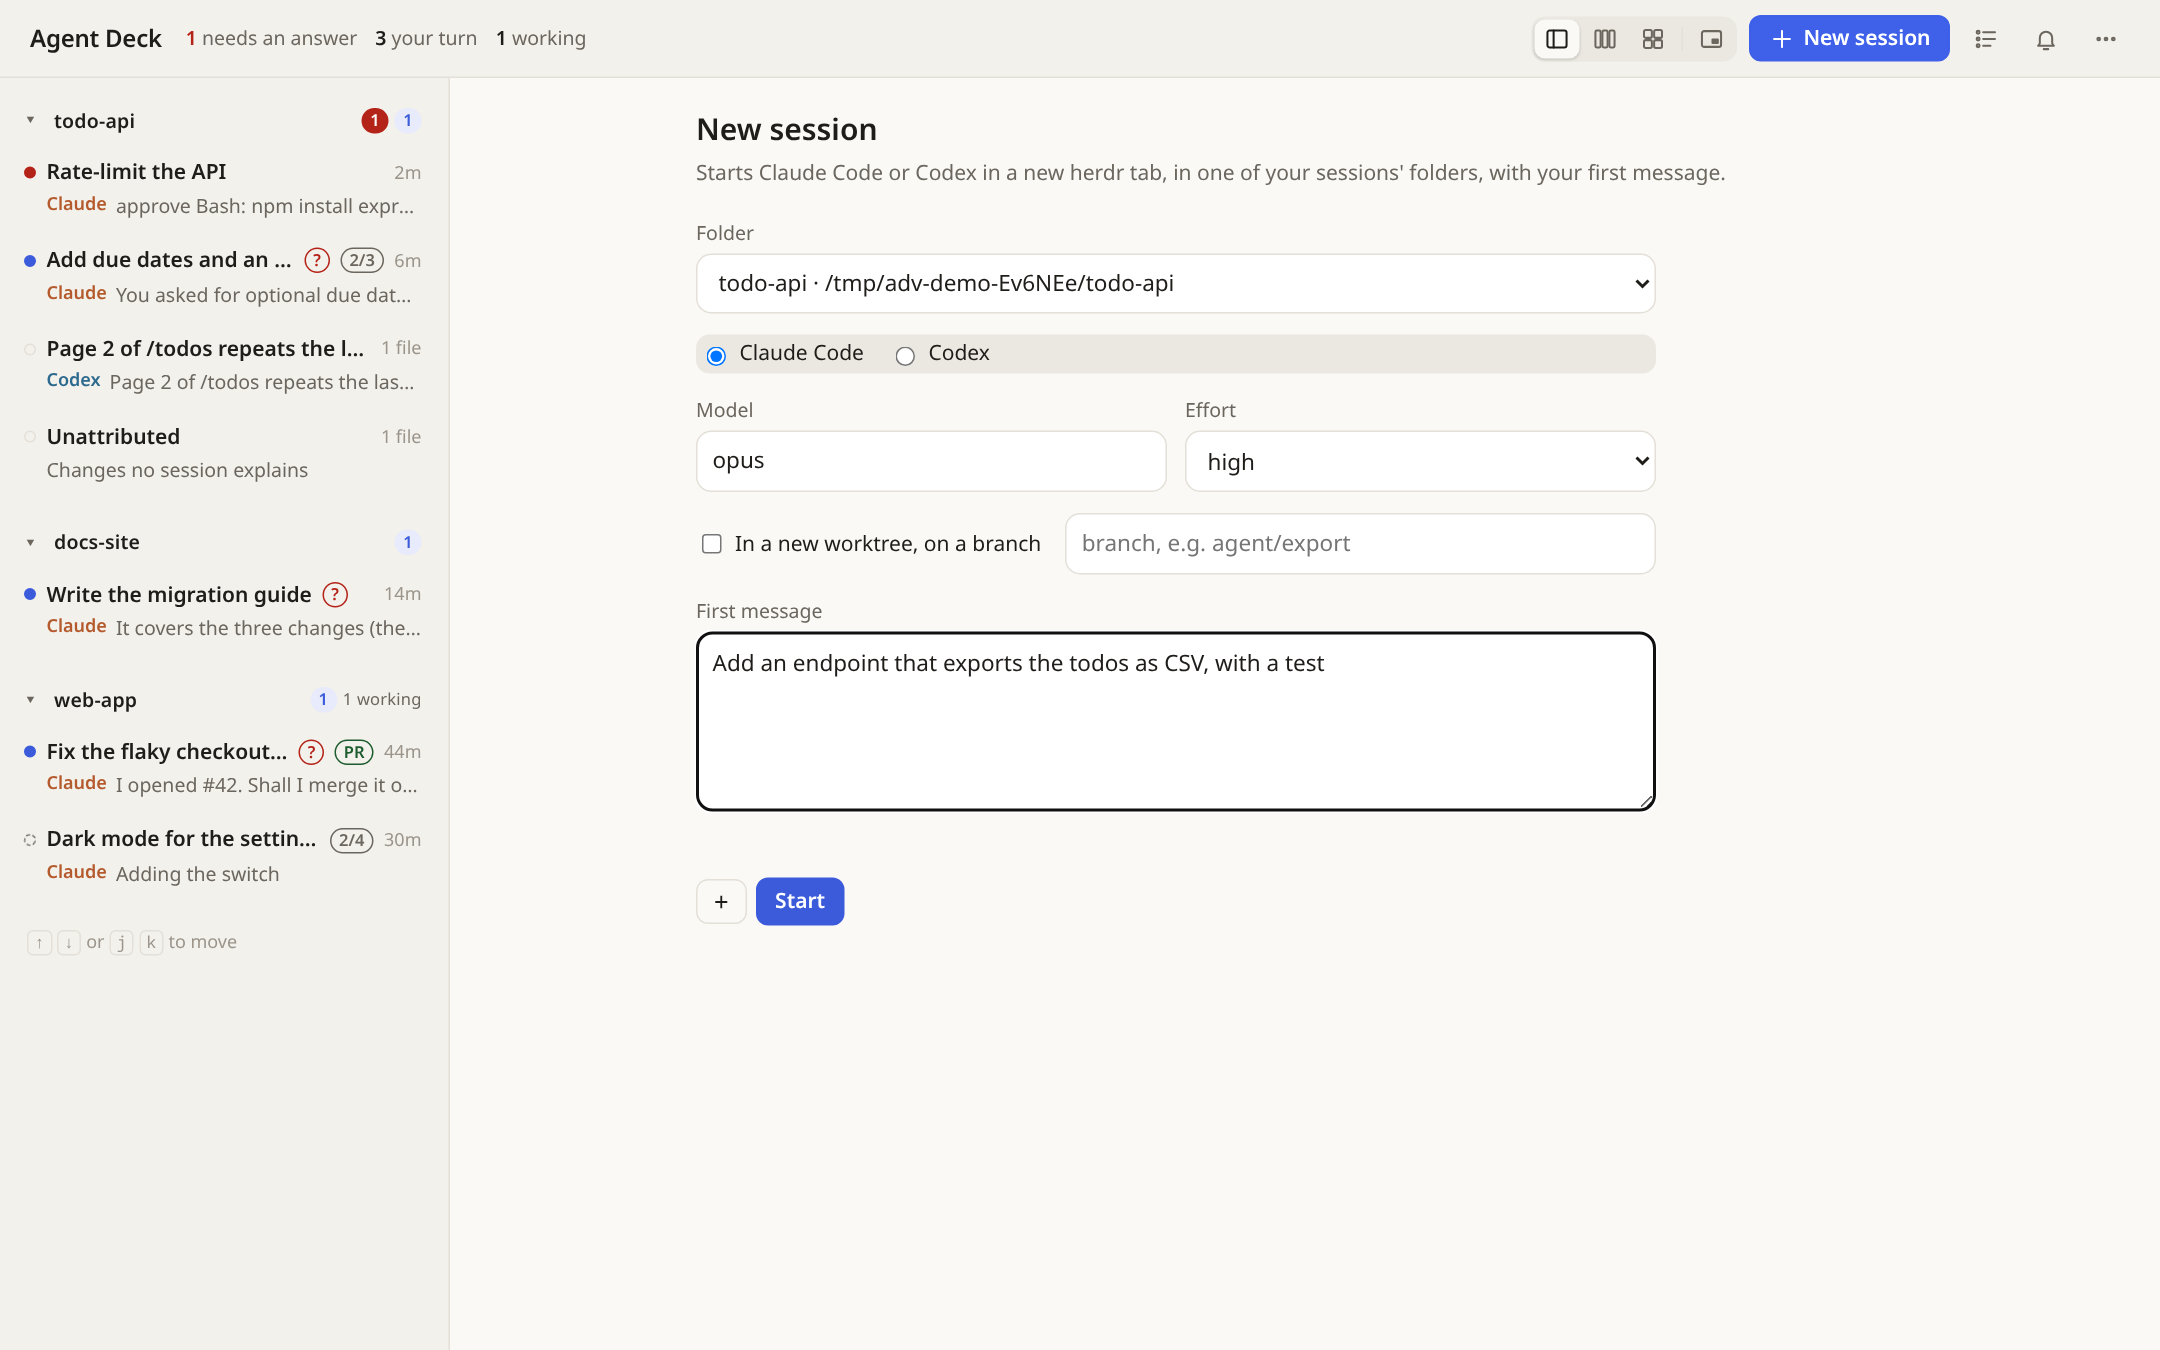 Agent Deck 1 needs an answer 3 your turn 1 working
New session
todo-api 1 1
Rate-limit the API 2m
Claude approve Bash: npm install expr...
Add due dates and an ... ? 2/3 6m
Claude You asked for optional due dat...
Page 2 of /todos repeats the l... 1 file
Codex Page 2 of /todos repeats the las...
Unattributed 1 file
Changes no session explains
docs-site 1
Write the migration guide ? 14m
Claude It covers the three changes (the...
web-app 1 1 working
Fix the flaky checkout... ? PR 44m
Claude I opened #42. Shall I merge it o...
Dark mode for the settin... 2/4 30m
Claude Adding the switch
↑ ↓ or j k to move
New session
Starts Claude Code or Codex in a new herdr tab, in one of your sessions' folders, with your first message.
Folder
todo-api · /tmp/adv-demo-Ev6NEe/todo-api
Claude Code Codex
Model Effort
opus high
In a new worktree, on a branch branch, e.g. agent/export
First message
Add an endpoint that exports the todos as CSV, with a test
+ Start